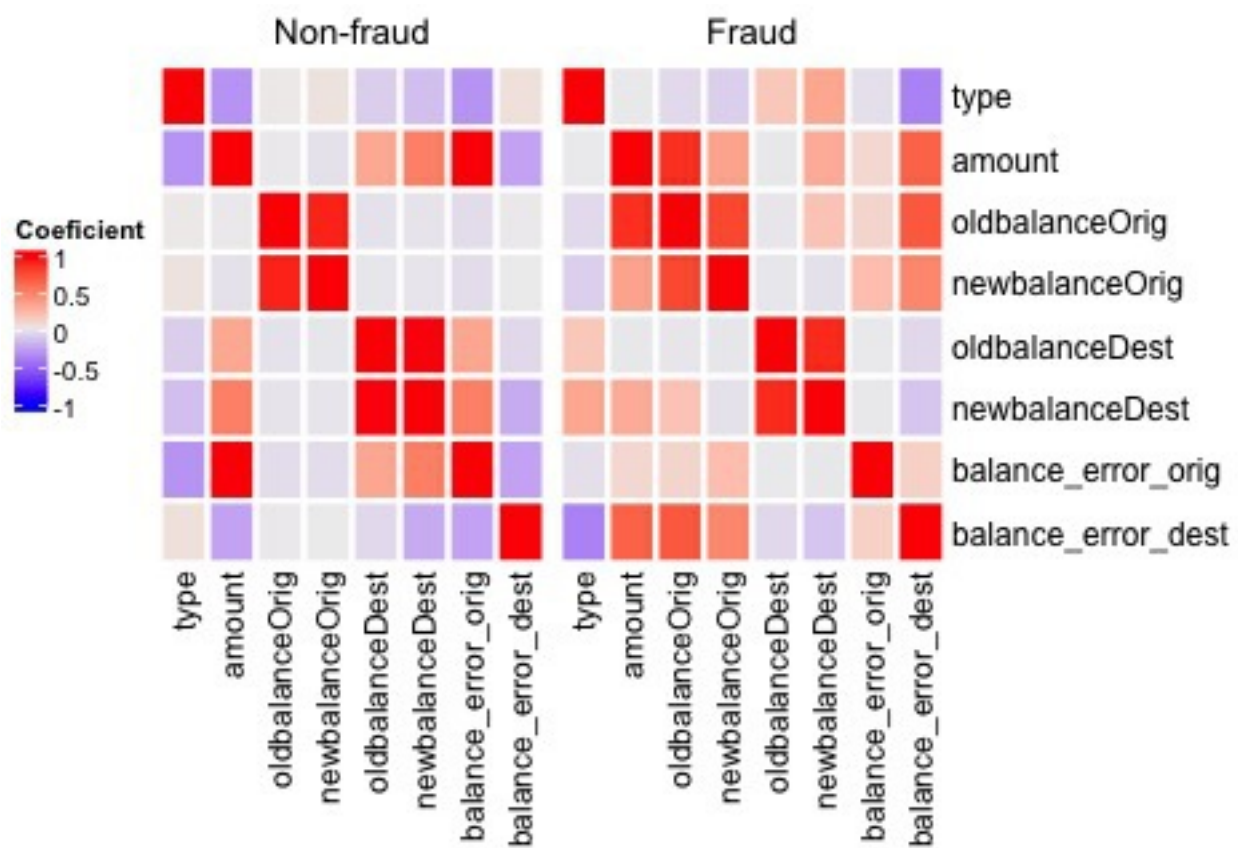 Non-fraud
Fraud
type
amount
oldbalanceOrig
newbalanceOrig
oldbalanceDest
newbalanceDest
balance_error_orig
balance_error_dest
Coeficient
1
0.5
0
-0.5
-1
type
amount
oldbalanceOrig
newbalanceOrig
oldbalanceDest
newbalanceDest
balance_error_orig
balance_error_dest
type
amount
oldbalanceOrig
newbalanceOrig
oldbalanceDest
newbalanceDest
balance_error_orig
balance_error_dest